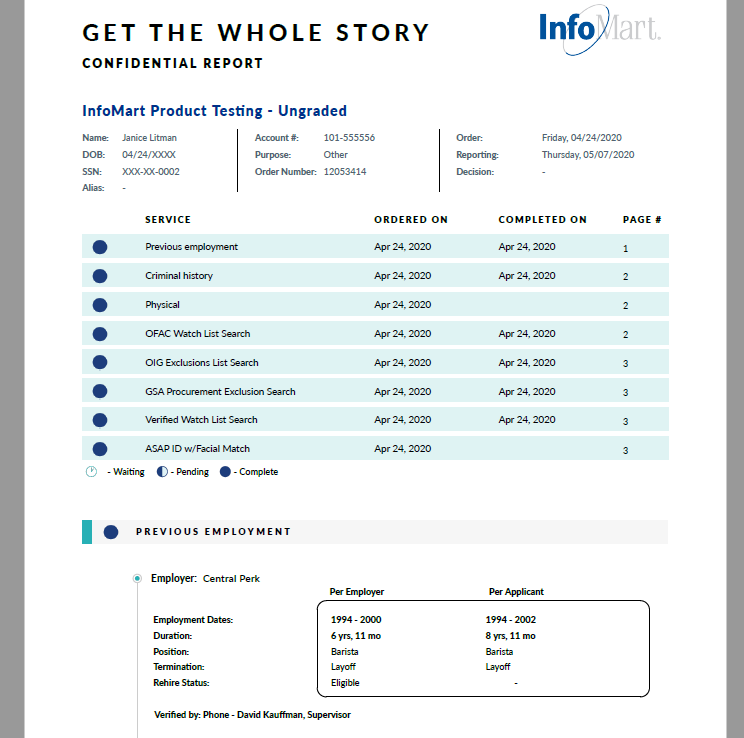 GET THE WHOLE STORY
InfoMart.
CONFIDENTIAL REPORT
InfoMart Product Testing - Ungraded
Name: Janice Litman Account #: 101-555556 Order: Friday, 04/24/2020
DOB: 04/24/XXXX Purpose: Other Reporting: Thursday, 05/07/2020
SSN: XXX-XX-0002 Order Number: 12053414 Decision: -
Alias: -
SERVICE ORDERED ON COMPLETED ON PAGE #
Previous employment Apr 24, 2020 Apr 24, 2020 1
Criminal history Apr 24, 2020 Apr 24, 2020 2
Physical Apr 24, 2020 2
OFAC Watch List Search Apr 24, 2020 Apr 24, 2020 2
OIG Exclusions List Search Apr 24, 2020 Apr 24, 2020 3
GSA Procurement Exclusion Search Apr 24, 2020 Apr 24, 2020 3
Verified Watch List Search Apr 24, 2020 Apr 24, 2020 3
ASAP ID w/Facial Match Apr 24, 2020 3
- Waiting - Pending - Complete
PREVIOUS EMPLOYMENT
Employer: Central Perk
Per Employer Per Applicant
Employment Dates: 1994 - 2000 1994 - 2002
Duration: 6 yrs, 11 mo 8 yrs, 11 mo
Position: Barista Barista
Termination: Layoff Layoff
Rehire Status: Eligible -
Verified by: Phone - David Kauffman, Supervisor